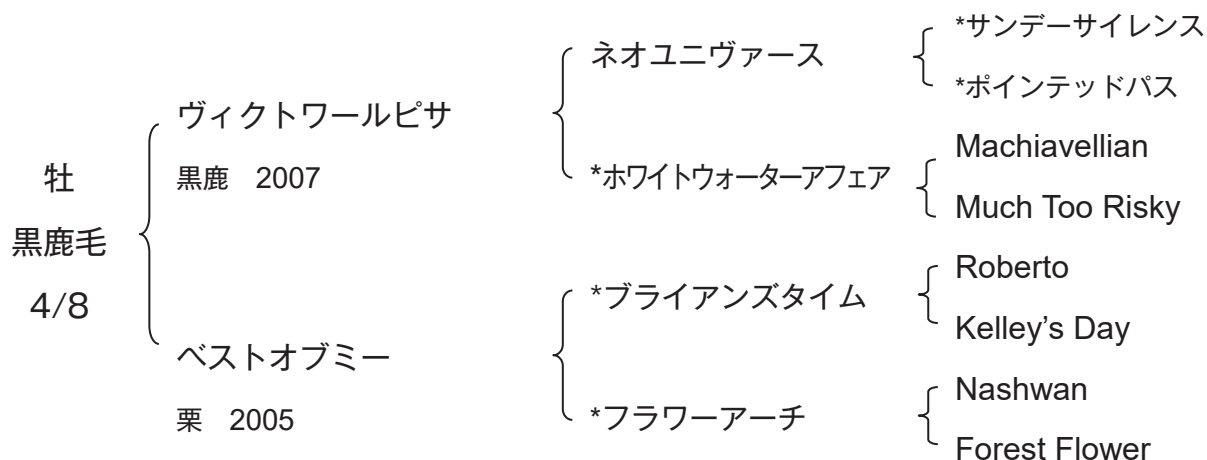 牡
黒鹿毛
4/8
ヴィクトワールピサ
黒鹿　2007
ベストオブミー
栗　2005
ネオユニヴァース
*ホワイトウォーターアフェア
*ブライアンズタイム
*フラワーアーチ
*サンデーサイレンス
*ポインテッドパス
Machiavellian
Much Too Risky
Roberto
Kelley’s Day
Nashwan
Forest Flower